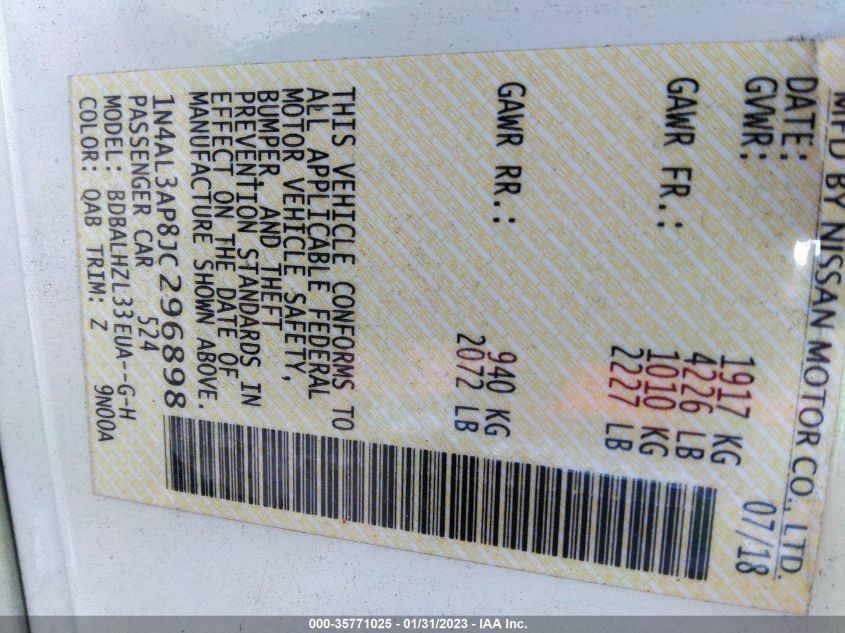 MFD BY NISSAN MOTOR CO., LTD.
DATE: 07/18
GVWR: 1917 KG
4226 LB
GAWR FR.: 1010 KG
2227 LB
GAWR RR.: 940 KG
2072 LB
THIS VEHICLE CONFORMS TO
ALL APPLICABLE FEDERAL
MOTOR VEHICLE SAFETY,
BUMPER AND THEFT
PREVENTION STANDARDS IN
EFFECT ON THE DATE OF
MANUFACTURE SHOWN ABOVE.
1N4AL3AP8JC296898
PASSENGER CAR 524
MODEL: BDBALHZL33EUA--G-H
COLOR: QAB TRIM: Z 9N00A
000-35771025 - 01/31/2023 - IAA Inc.